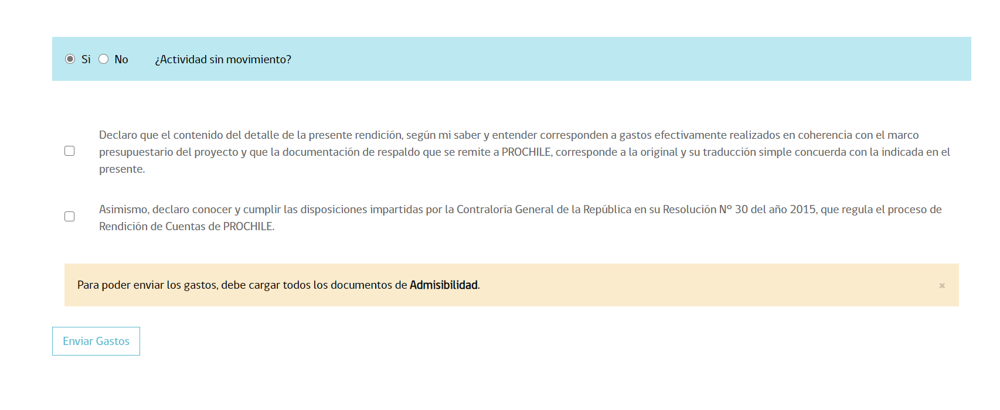 Si No ¿Actividad sin movimiento?
Declaro que el contenido del detalle de la presente rendición, según mi saber y entender corresponden a gastos efectivamente realizados en coherencia con el marco
presupuestario del proyecto y que la documentación de respaldo que se remite a PROCHILE, corresponde a la original y su traducción simple concuerda con la indicada en el
presente.
Asimismo, declaro conocer y cumplir las disposiciones impartidas por la Contraloría General de la República en su Resolución Nº 30 del año 2015, que regula el proceso de
Rendición de Cuentas de PROCHILE.
Para poder enviar los gastos, debe cargar todos los documentos de Admisibilidad. ×
Enviar Gastos